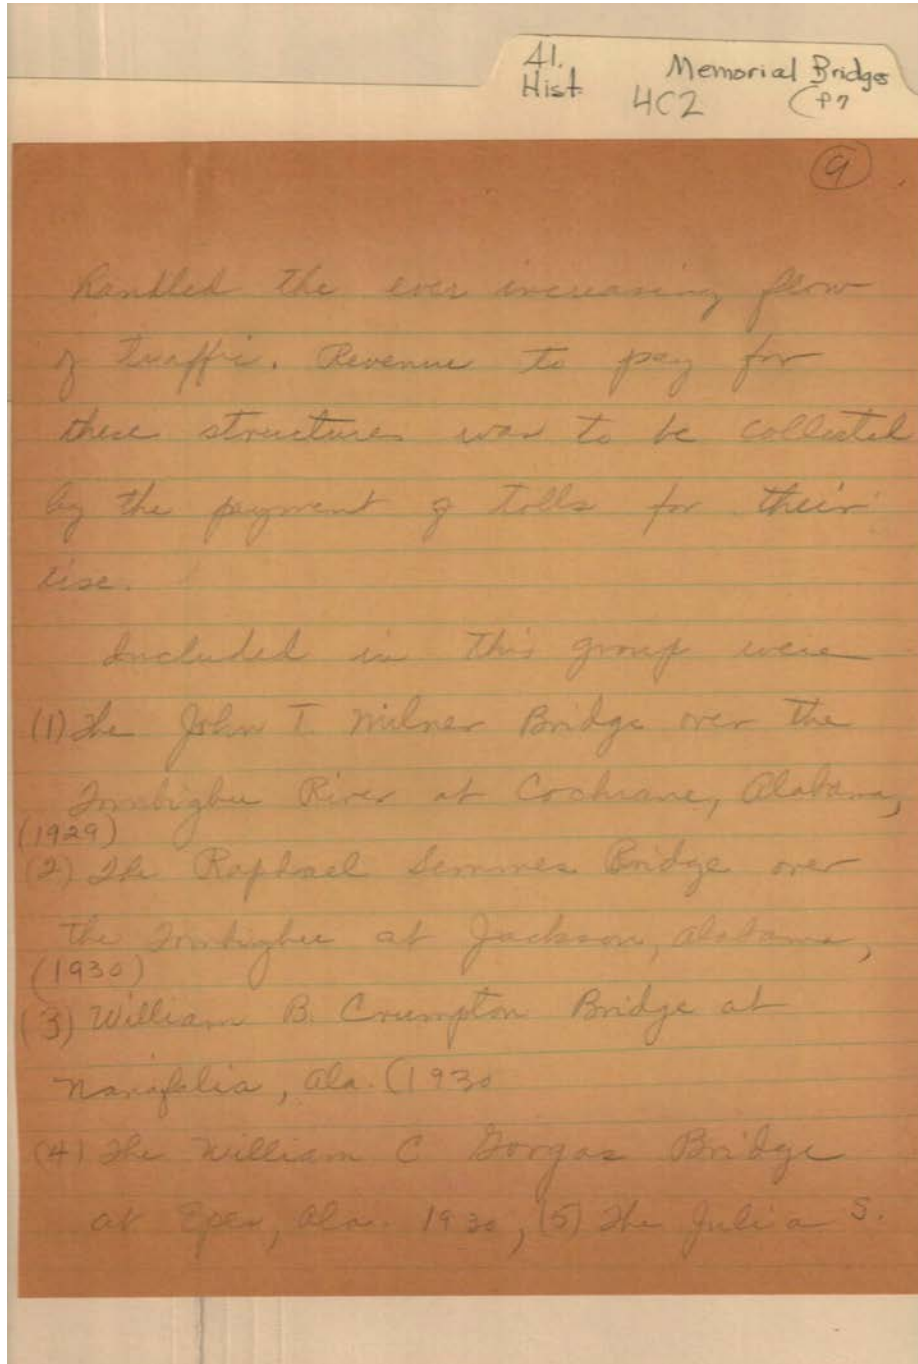 Al. Memorial Bridges
Hist 4C2 (P7
9
handled the ever increasing flow
of traffic. Revenue to pay for
these structures was to be collected
by the payment of tolls for their
use.
Included in this group were
(1) The John T. Milner Bridge over the
Tombigbee River at Cochrane, Alabama,
(1929)
(2) The Raphael Semmes Bridge over
the Tombigbee at Jackson, Alabama,
(1930)
(3) William B. Crumpton Bridge at
Nanafalia, Ala. (1930
(4) The William C Gorgas Bridge
at Epes, Ala. 1930, (5) The Julia S.